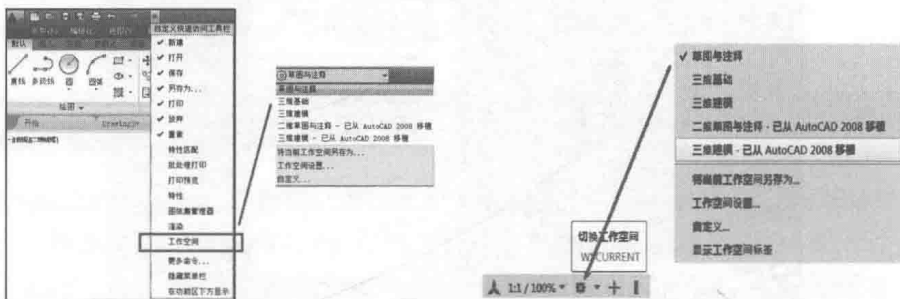 自定义快速访问工具栏
默认
新建
打开
保存
另存为...
打印
放弃
重做
特性匹配
批处理打印
打印预览
特性
图纸集管理器
渲染
工作空间
更多命令...
隐藏菜单栏
在功能区下方显示
直线
多段线
圆
圆弧
绘图
开始
Drawing1*
草图与注释
草图与注释
三维基础
三维建模
二维草图与注释 - 已从 AutoCAD 2008 移植
三维建模 - 已从 AutoCAD 2008 移植
将当前工作空间另存为...
工作空间设置...
自定义...
切换工作空间
WSCURRENT
1:1 / 100%
草图与注释
三维基础
三维建模
二维草图与注释 - 已从 AutoCAD 2008 移植
三维建模 - 已从 AutoCAD 2008 移植
将当前工作空间另存为...
工作空间设置...
自定义...
显示工作空间标签